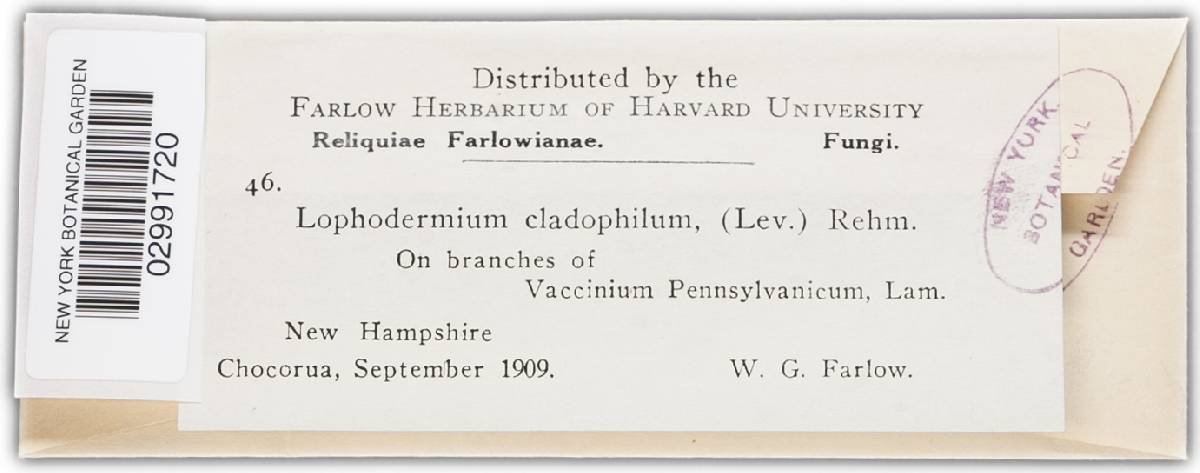 NEW YORK BOTANICAL GARDEN
02991720
Distributed by the
FARLOW HERBARIUM OF HARVARD UNIVERSITY
Reliquiae Farlowianae. Fungi.
46.
Lophodermium cladophilum, (Lev.) Rehm.
On branches of
Vaccinium Pennsylvanicum, Lam.
New Hampshire
Chocorua, September 1909. W. G. Farlow.
NEW YORK
BOTANICAL
GARDEN.